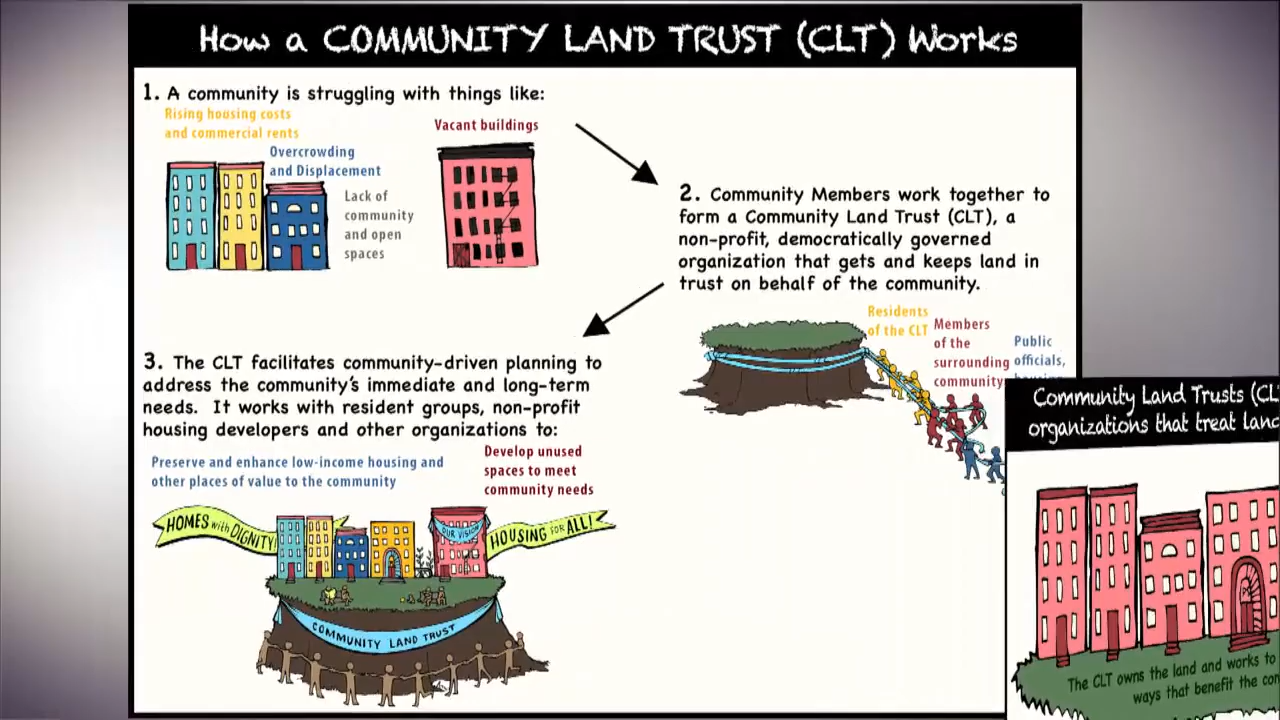 How a COMMUNITY LAND TRUST (CLT) Works
1. A community is struggling with things like:
Rising housing costs
and commercial rents
Overcrowding
and Displacement
Lack of
community
and open
spaces
Vacant buildings
2. Community Members work together to
form a Community Land Trust (CLT), a
non-profit, democratically governed
organization that gets and keeps land in
trust on behalf of the community.
Residents
of the CLT
Members
of the
surrounding
community
Public
officials,
3. The CLT facilitates community-driven planning to
address the community's immediate and long-term
needs. It works with resident groups, non-profit
housing developers and other organizations to:
Preserve and enhance low-income housing and
other places of value to the community
Develop unused
spaces to meet
community needs
HOMES with DIGNITY!
OUR VISION
HOUSING FOR ALL!
COMMUNITY LAND TRUST
Community Land Trusts (CL
organizations that treat land
The CLT owns the land and works to
ways that benefit the com